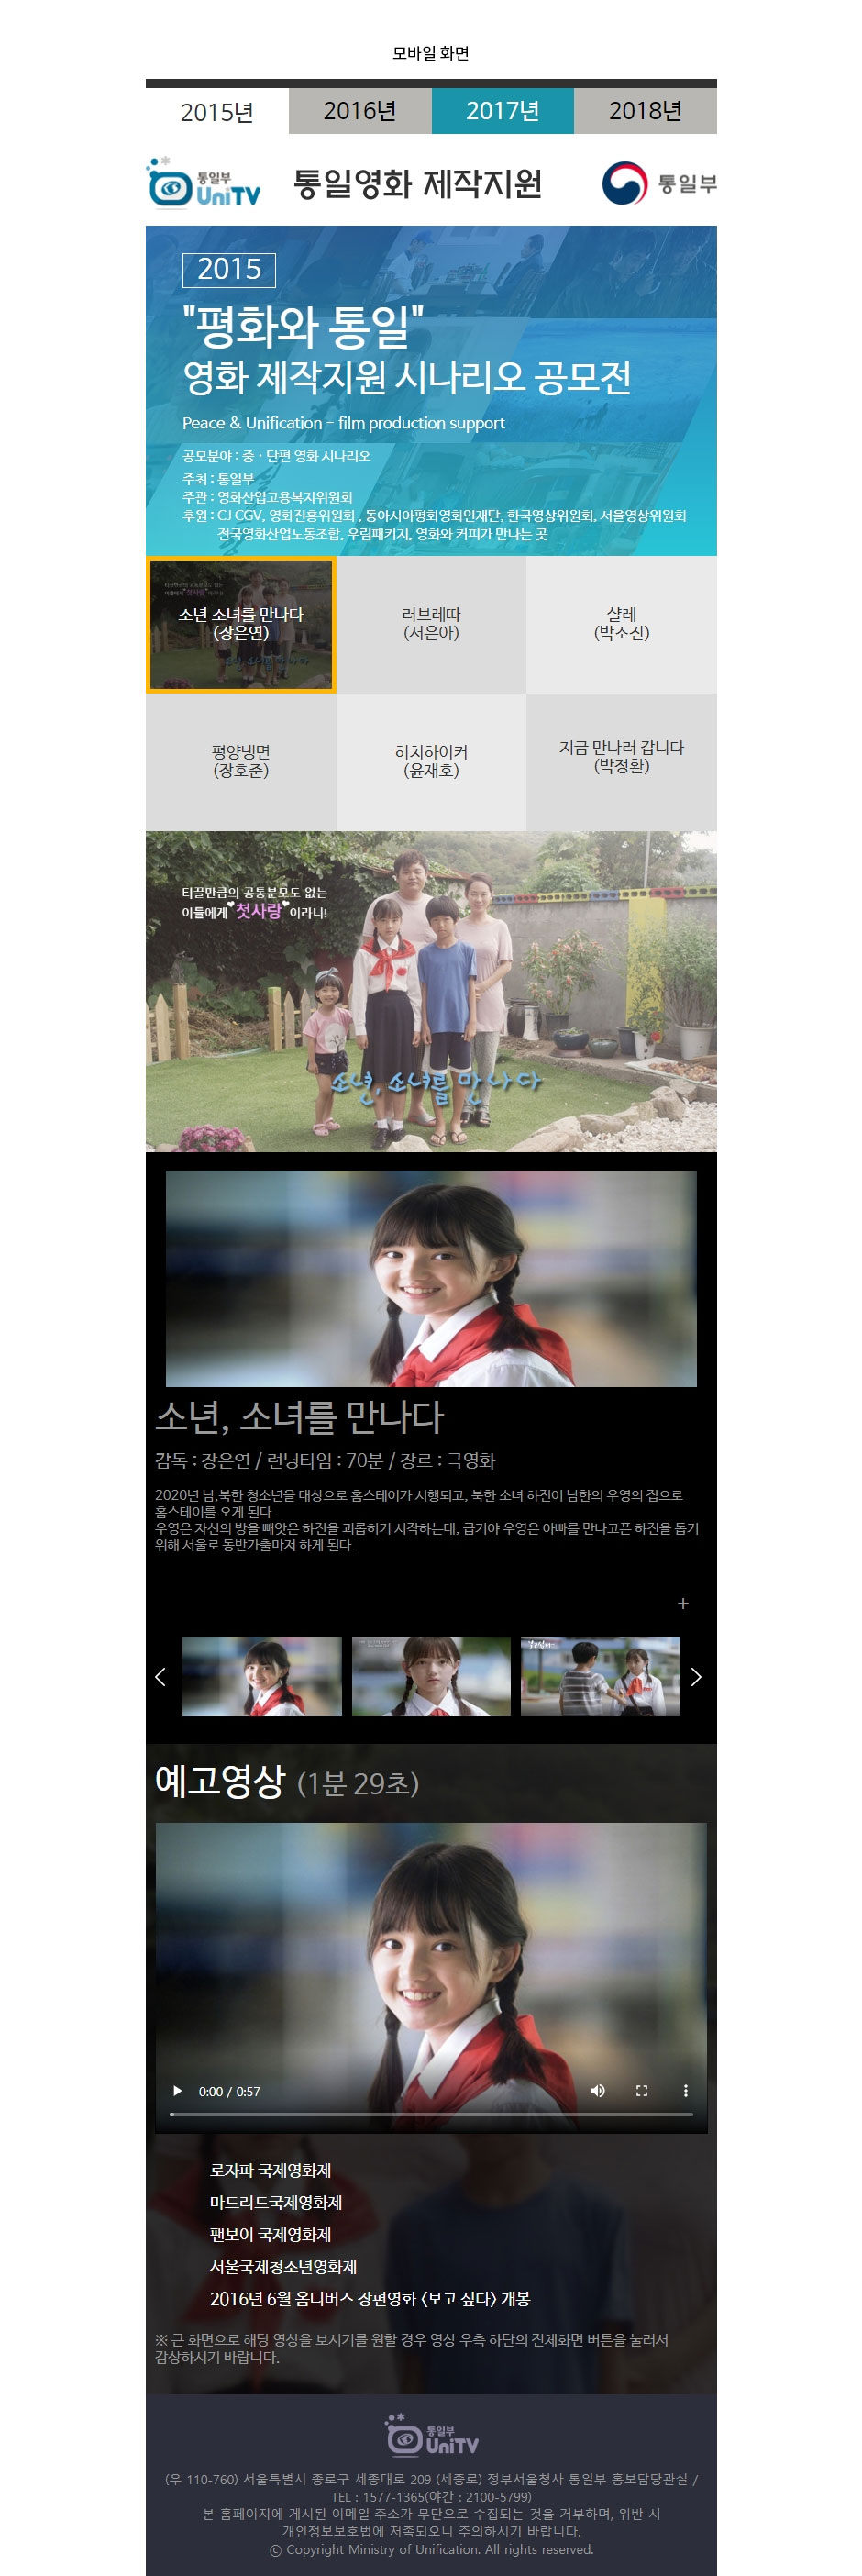 모바일 화면
2015년 2016년 2017년 2018년
통일부
UniTV
통일영화 제작지원
통일부
2015
"평화와 통일"
영화 제작지원 시나리오 공모전
Peace & Unification - film production support
공모분야 : 중 · 단편 영화 시나리오
주최 : 통일부
주관 : 영화산업고용복지위원회
후원 : CJ CGV, 영화진흥위원회 , 동아시아평화영화인재단, 한국영상위원회, 서울영상위원회
전국영화산업노동조합, 우림패키지, 영화와 커피가 만나는 곳
소년 소녀를 만나다
(장은연)
러브레따
(서은아)
샬레
(박소진)
평양냉면
(장호준)
히치하이커
(윤재호)
지금 만나러 갑니다
(박정환)
티끌만큼의 공통분모도 없는
이들에게 첫사랑 이라니!
소년, 소녀를 만나다
소년, 소녀를 만나다
감독 : 장은연 / 런닝타임 : 70분 / 장르 : 극영화
2020년 남,북한 청소년을 대상으로 홈스테이가 시행되고, 북한 소녀 하진이 남한의 우영의 집으로
홈스테이를 오게 된다.
우영은 자신의 방을 빼앗은 하진을 괴롭히기 시작하는데, 급기야 우영은 아빠를 만나고픈 하진을 돕기
위해 서울로 동반가출마저 하게 된다.
+
예고영상 (1분 29초)
0:00 / 0:57
로자파 국제영화제
마드리드국제영화제
팬보이 국제영화제
서울국제청소년영화제
2016년 6월 옴니버스 장편영화 <보고 싶다> 개봉
※ 큰 화면으로 해당 영상을 보시기를 원할 경우 영상 우측 하단의 전체화면 버튼을 눌러서
감상하시기 바랍니다.
통일부
UniTV
(우 110-760) 서울특별시 종로구 세종대로 209 (세종로) 정부서울청사 통일부 홍보담당관실 /
TEL : 1577-1365(야간 : 2100-5799)
본 홈페이지에 게시된 이메일 주소가 무단으로 수집되는 것을 거부하며, 위반 시
개인정보보호법에 저촉되오니 주의하시기 바랍니다.
ⓒ Copyright Ministry of Unification. All rights reserved.